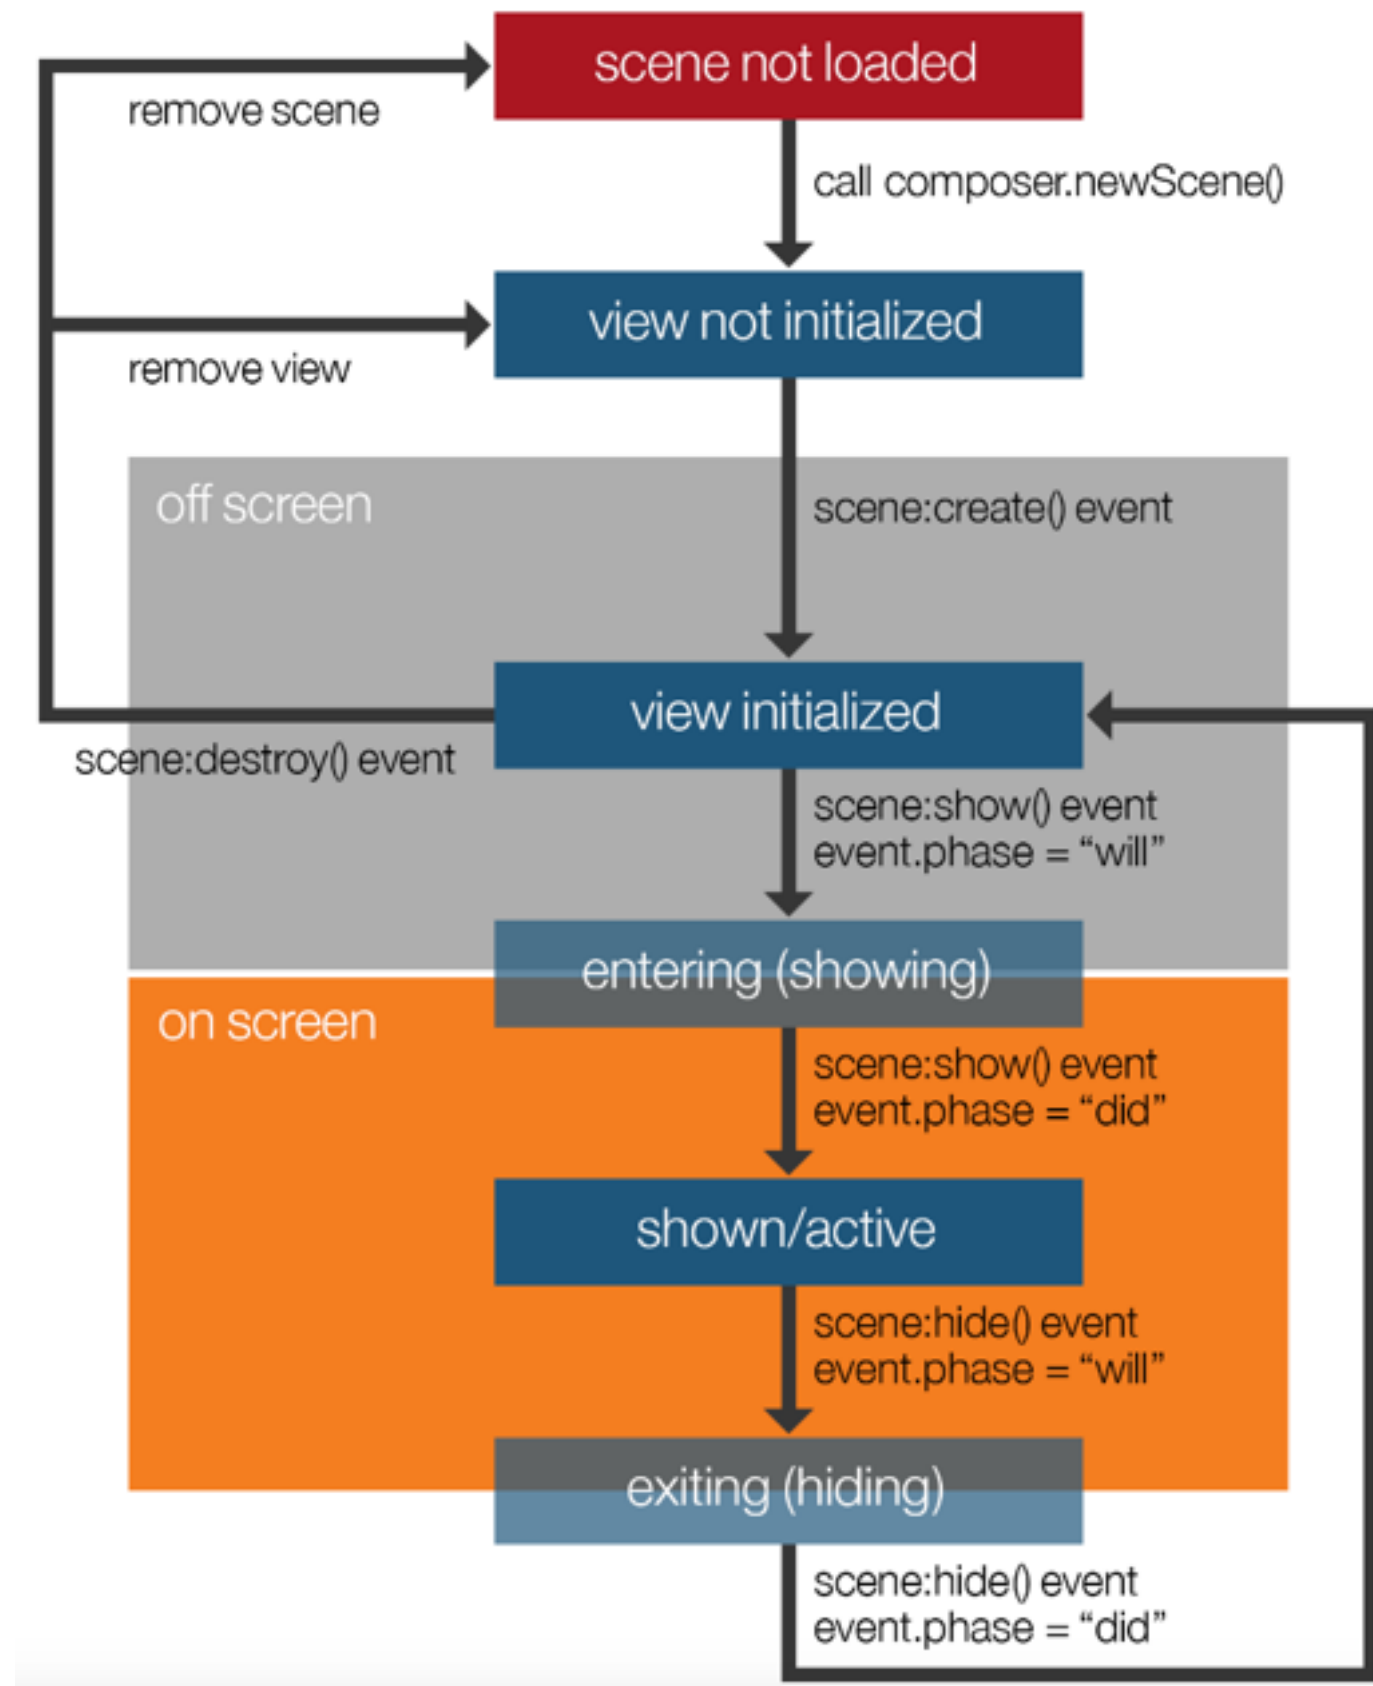 scene not loaded
remove scene
call composer.newScene()
view not initialized
remove view
off screen
scene:create() event
view initialized
scene:destroy() event
scene:show() event
event.phase = “will”
entering (showing)
on screen
scene:show() event
event.phase = “did”
shown/active
scene:hide() event
event.phase = “will”
exiting (hiding)
scene:hide() event
event.phase = “did”